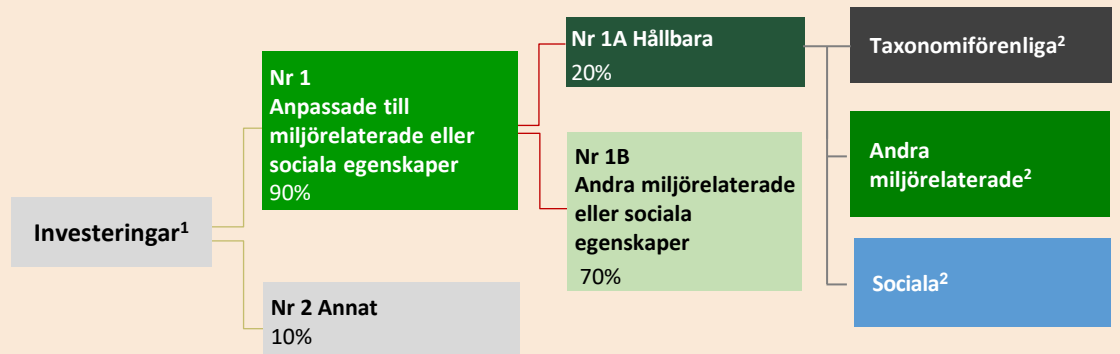 Investeringar¹
Nr 1
Anpassade till
miljörelaterade eller
sociala egenskaper
90%
Nr 2 Annat
10%
Nr 1A Hållbara
20%
Nr 1B
Andra miljörelaterade
eller sociala
egenskaper
70%
Taxonomiförenliga²
Andra
miljörelaterade²
Sociala²